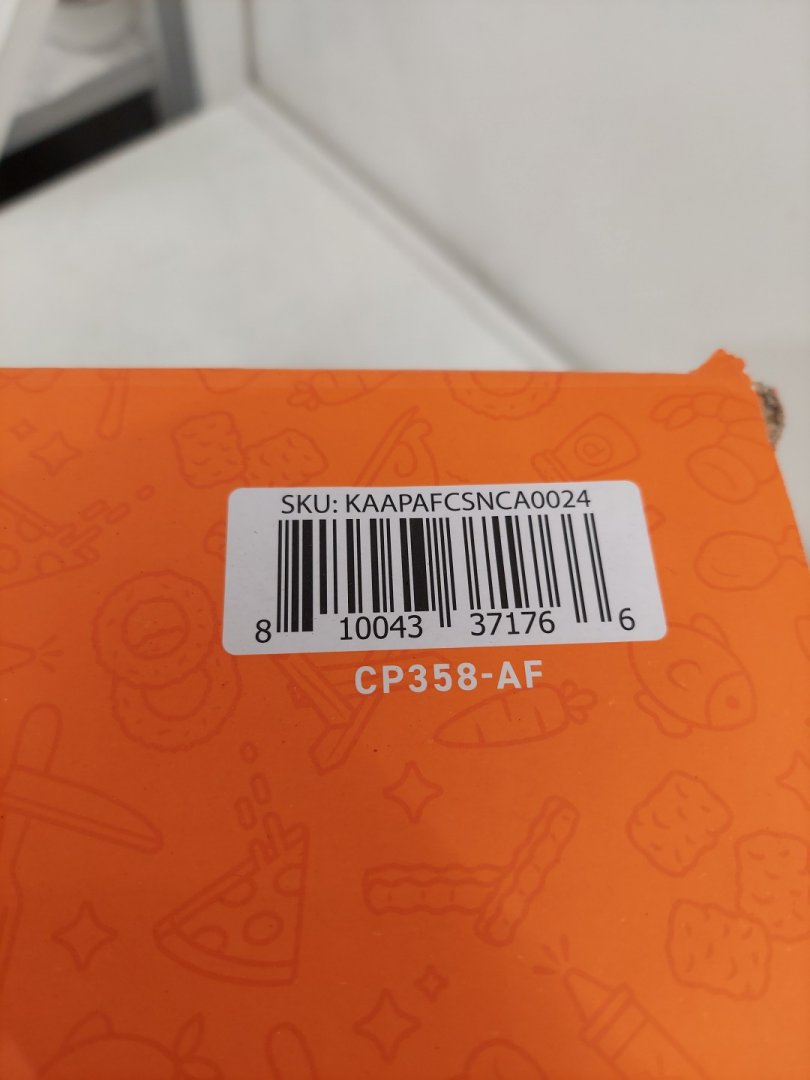 SKU: KAAPAFCSNCA0024
8 10043 37176 6
CP358-AF